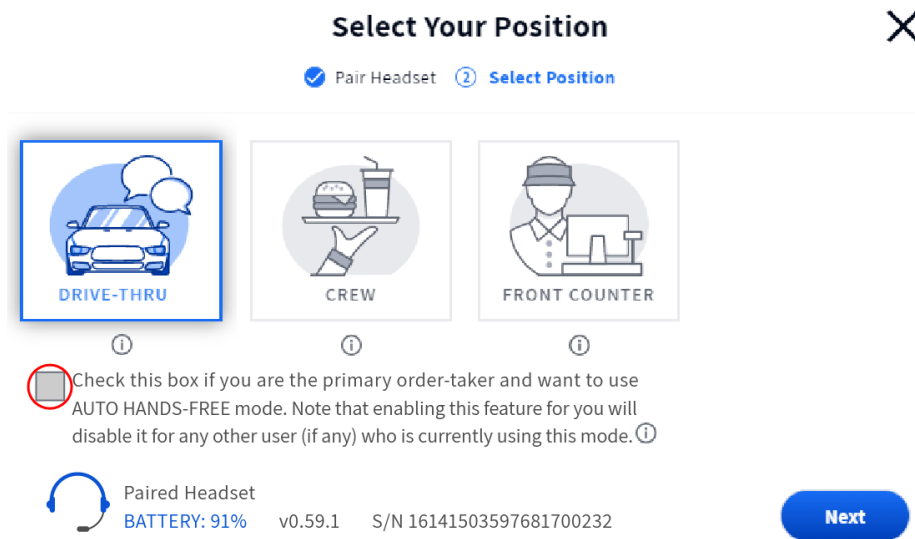 Select Your Position
Pair Headset 2 Select Position
DRIVE-THRU CREW FRONT COUNTER
Check this box if you are the primary order-taker and want to use
AUTO HANDS-FREE mode. Note that enabling this feature for you will
disable it for any other user (if any) who is currently using this mode.
Paired Headset
BATTERY: 91% v0.59.1 S/N 16141503597681700232
Next